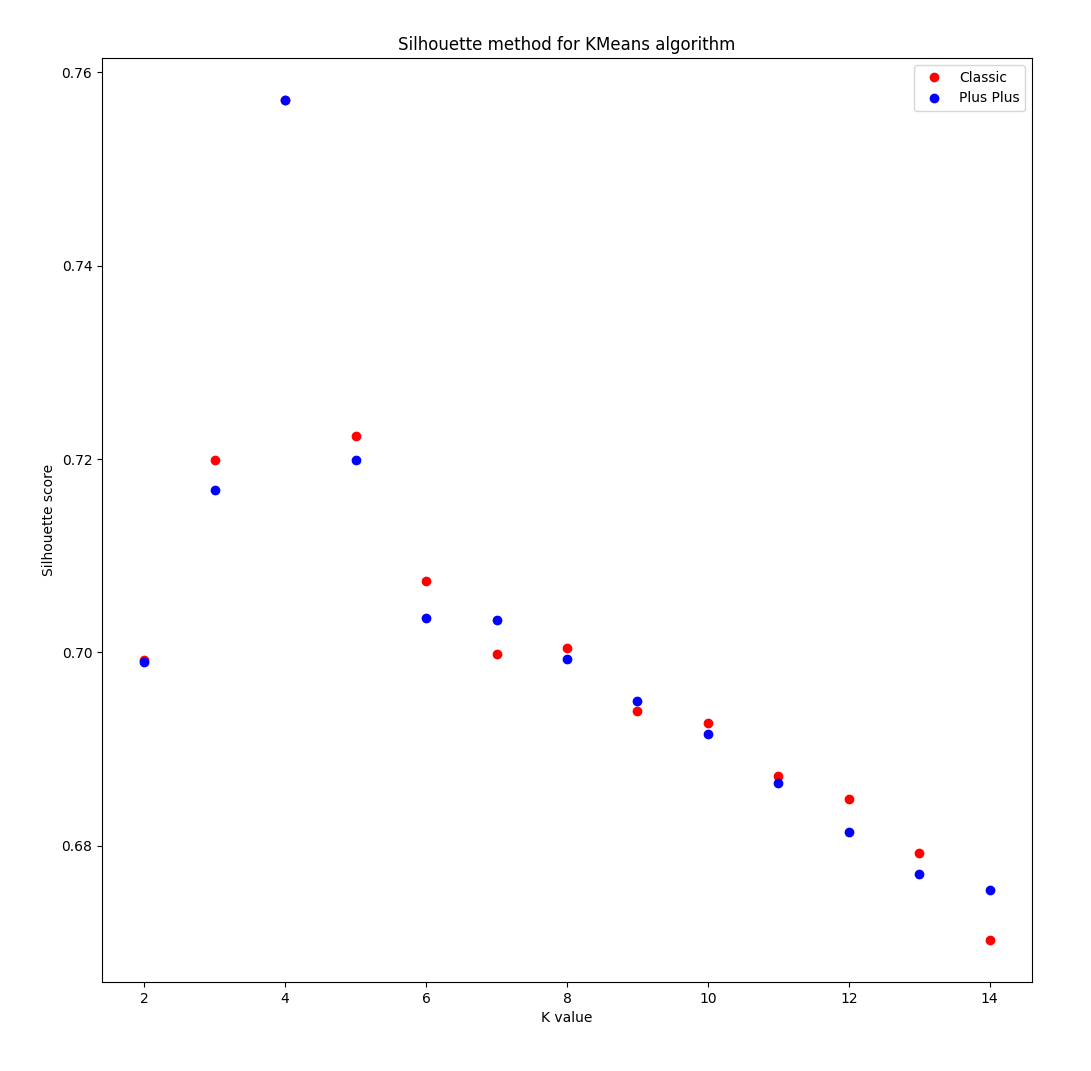 Silhouette method for KMeans algorithm
Classic
Plus Plus
0.76
0.74
0.72
0.70
0.68
Silhouette score
2 4 6 8 10 12 14
K value